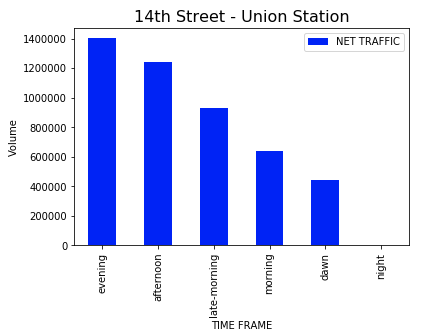 14th Street - Union Station
NET TRAFFIC
Volume
1400000
1200000
1000000
800000
600000
400000
200000
0
evening
afternoon
late-morning
morning
dawn
night
TIME FRAME